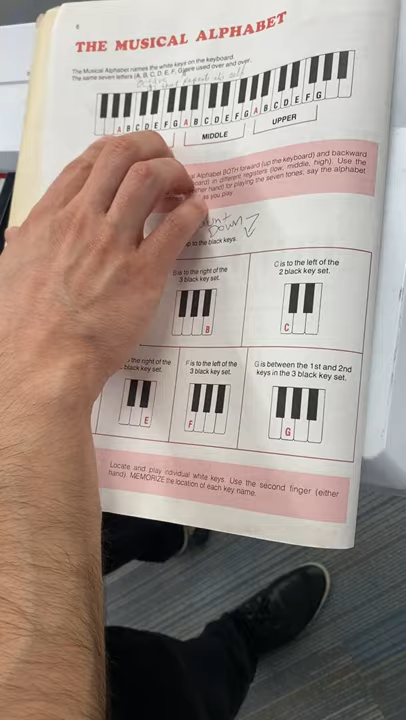 6
THE MUSICAL ALPHABET
The Musical Alphabet names the white keys on the keyboard.
The same seven letters (A, B, C, D, E, F, G) are used over and over.
A B C D E F G A B C D E F G A B C D E F G
MIDDLE
UPPER
Alphabet BOTH forward (up the keyboard) and backward
in different registers (low, middle, high). Use the
hand) for playing the seven tones; say the alphabet
as you play.
DOWN
to the black keys.
B is to the right of the
3 black key set.
B
C is to the left of the
2 black key set.
C
the right of the
black key set.
E
F is to the left of the
3 black key set.
F
G is between the 1st and 2nd
keys in the 3 black key set.
G
Locate and play individual white keys. Use the second finger (either
hand). MEMORIZE the location of each key name.